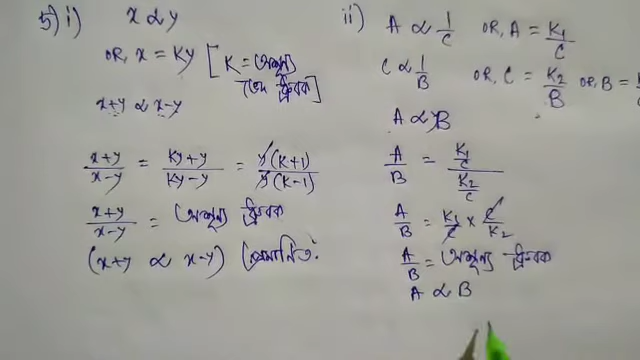 5) i) x ∝ y
OR, x = Ky [K = অশূন্য
ভেদ ধ্রুবক]
x+y ∝ x-y
x+y/x-y = Ky+y/Ky-y = y(K+1)/y(K-1)
x+y/x-y = অশূন্য ধ্রুবক
(x+y ∝ x-y) প্রমানিত
ii) A ∝ 1/C OR, A = K1/C
C ∝ 1/B OR, C = K2/B OR, B =
A ∝ B
A/B = K1/C / K2/C
A/B = K1/C × C/K2
A/B = অশূন্য ধ্রুবক
A ∝ B